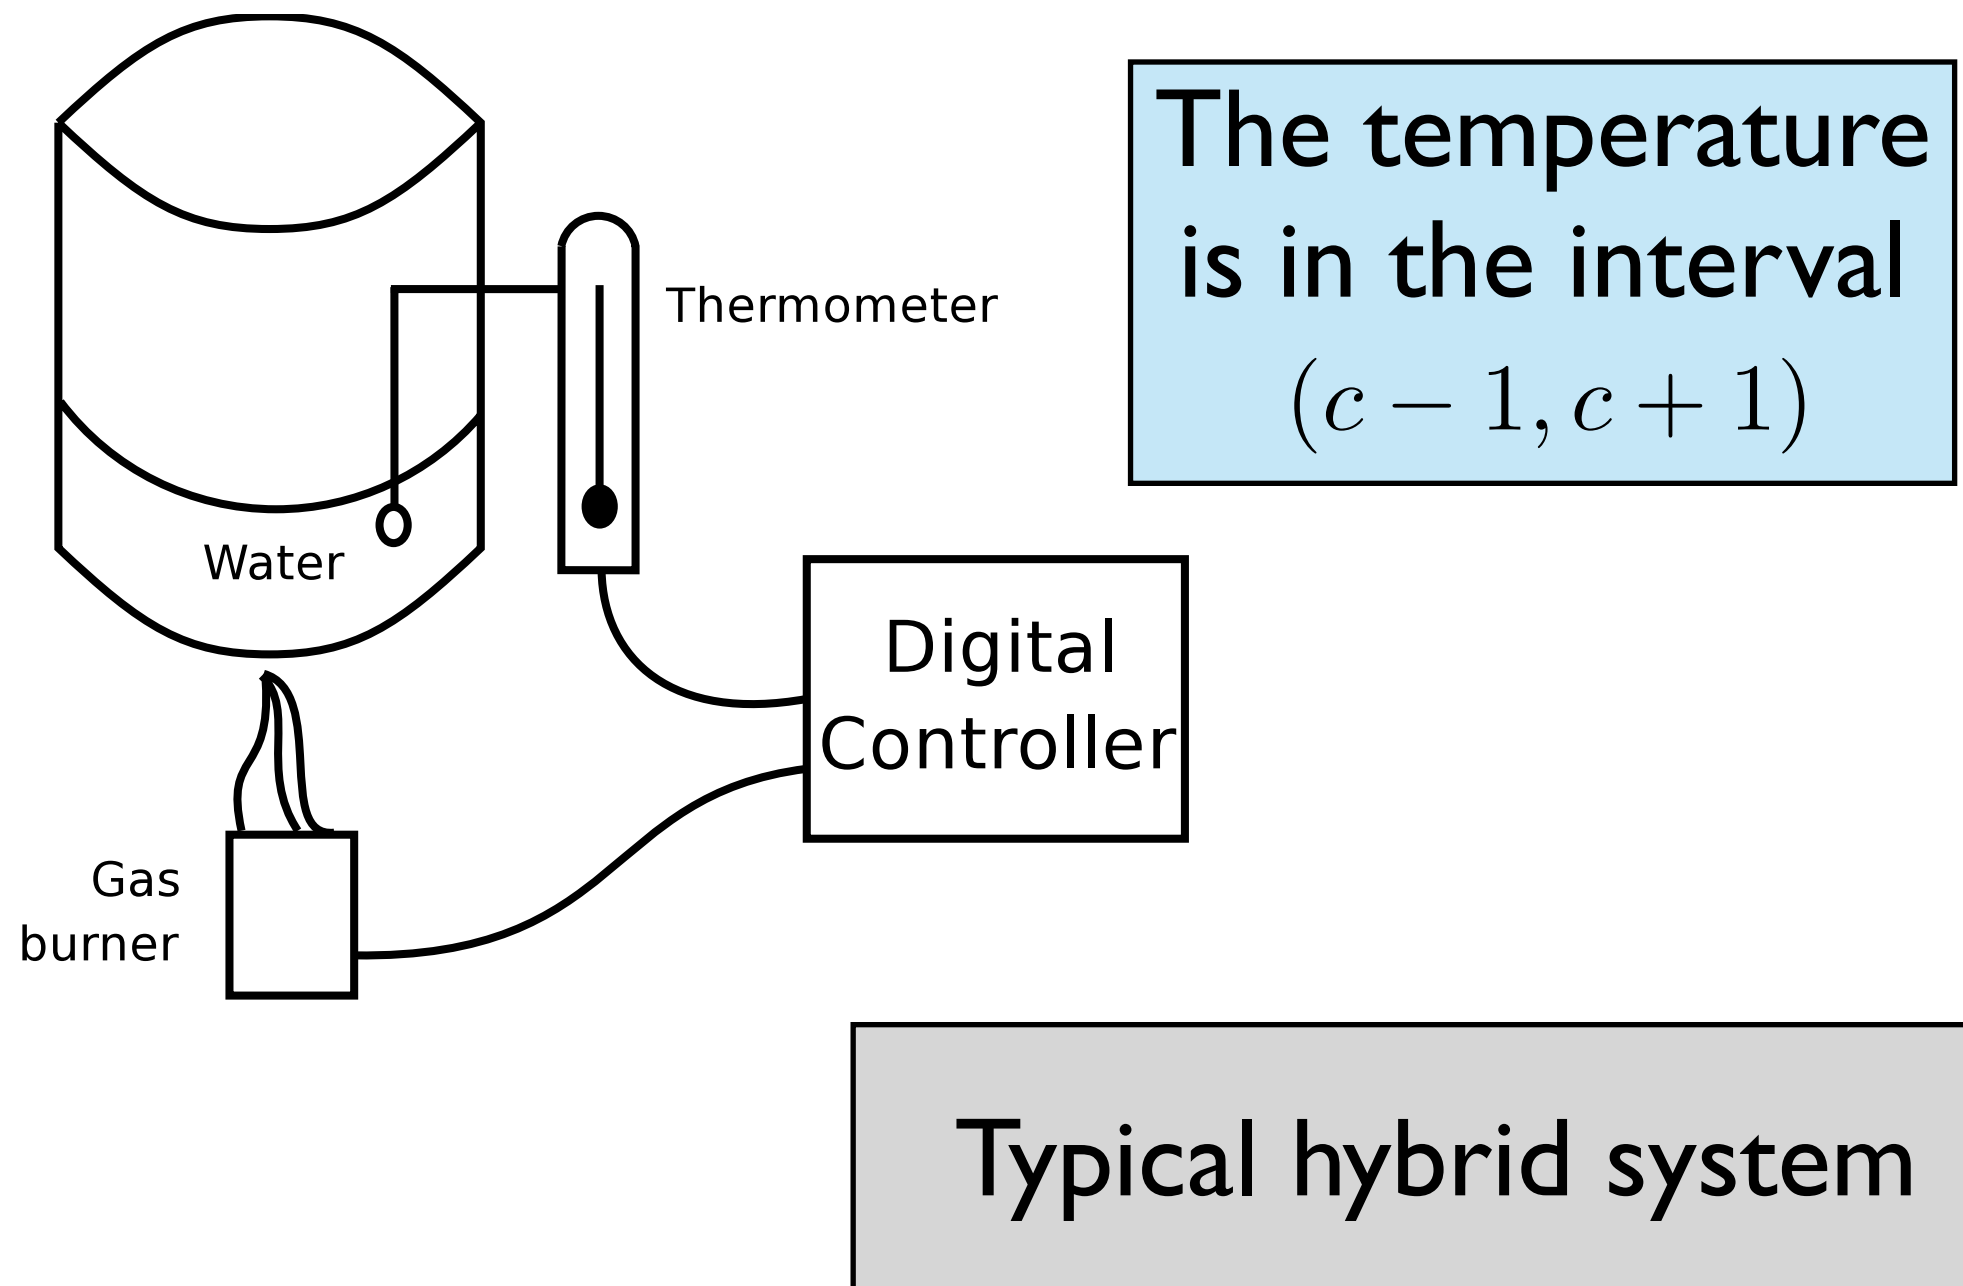 The temperature
is in the interval
(c − 1, c + 1)
Thermometer
Water
Digital
Controller
Gas
burner
Typical hybrid system